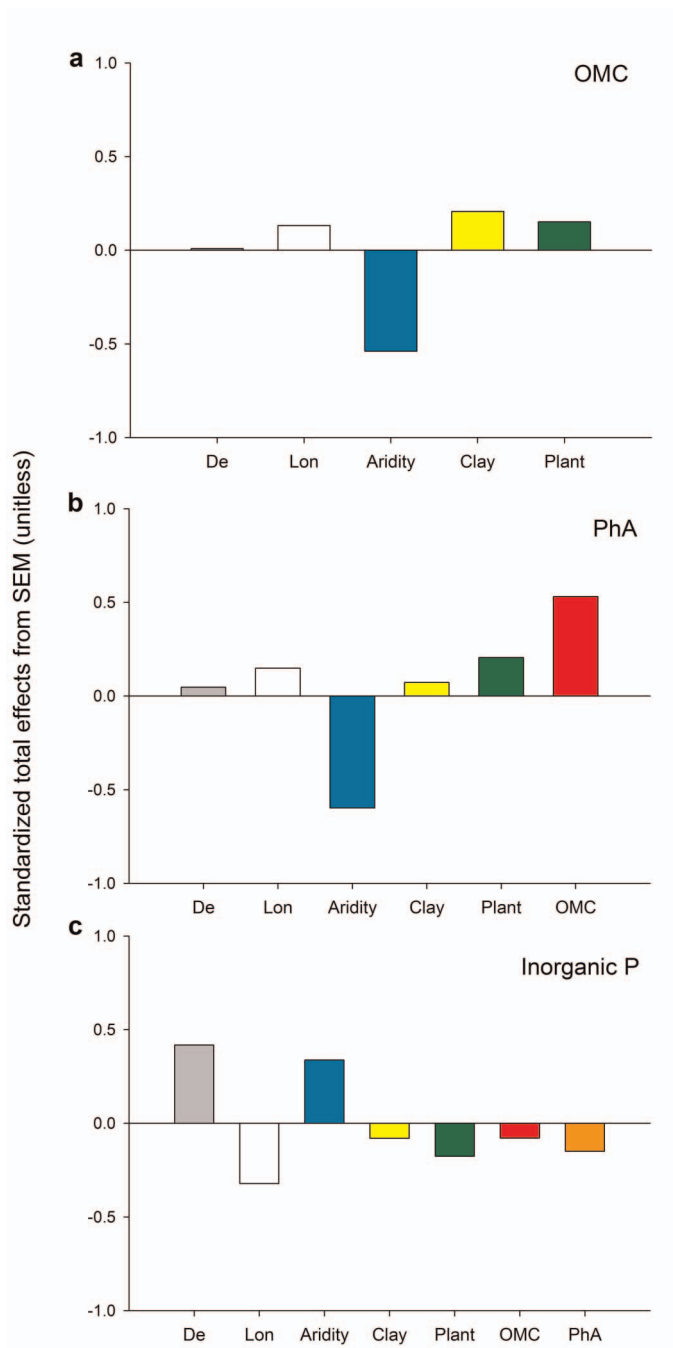 Standardized total effects from SEM (unitless)
a
OMC
1.0
0.5
0.0
-0.5
-1.0
De Lon Aridity Clay Plant
b
PhA
1.0
0.5
0.0
-0.5
-1.0
De Lon Aridity Clay Plant OMC
c
Inorganic P
1.0
0.5
0.0
-0.5
-1.0
De Lon Aridity Clay Plant OMC PhA